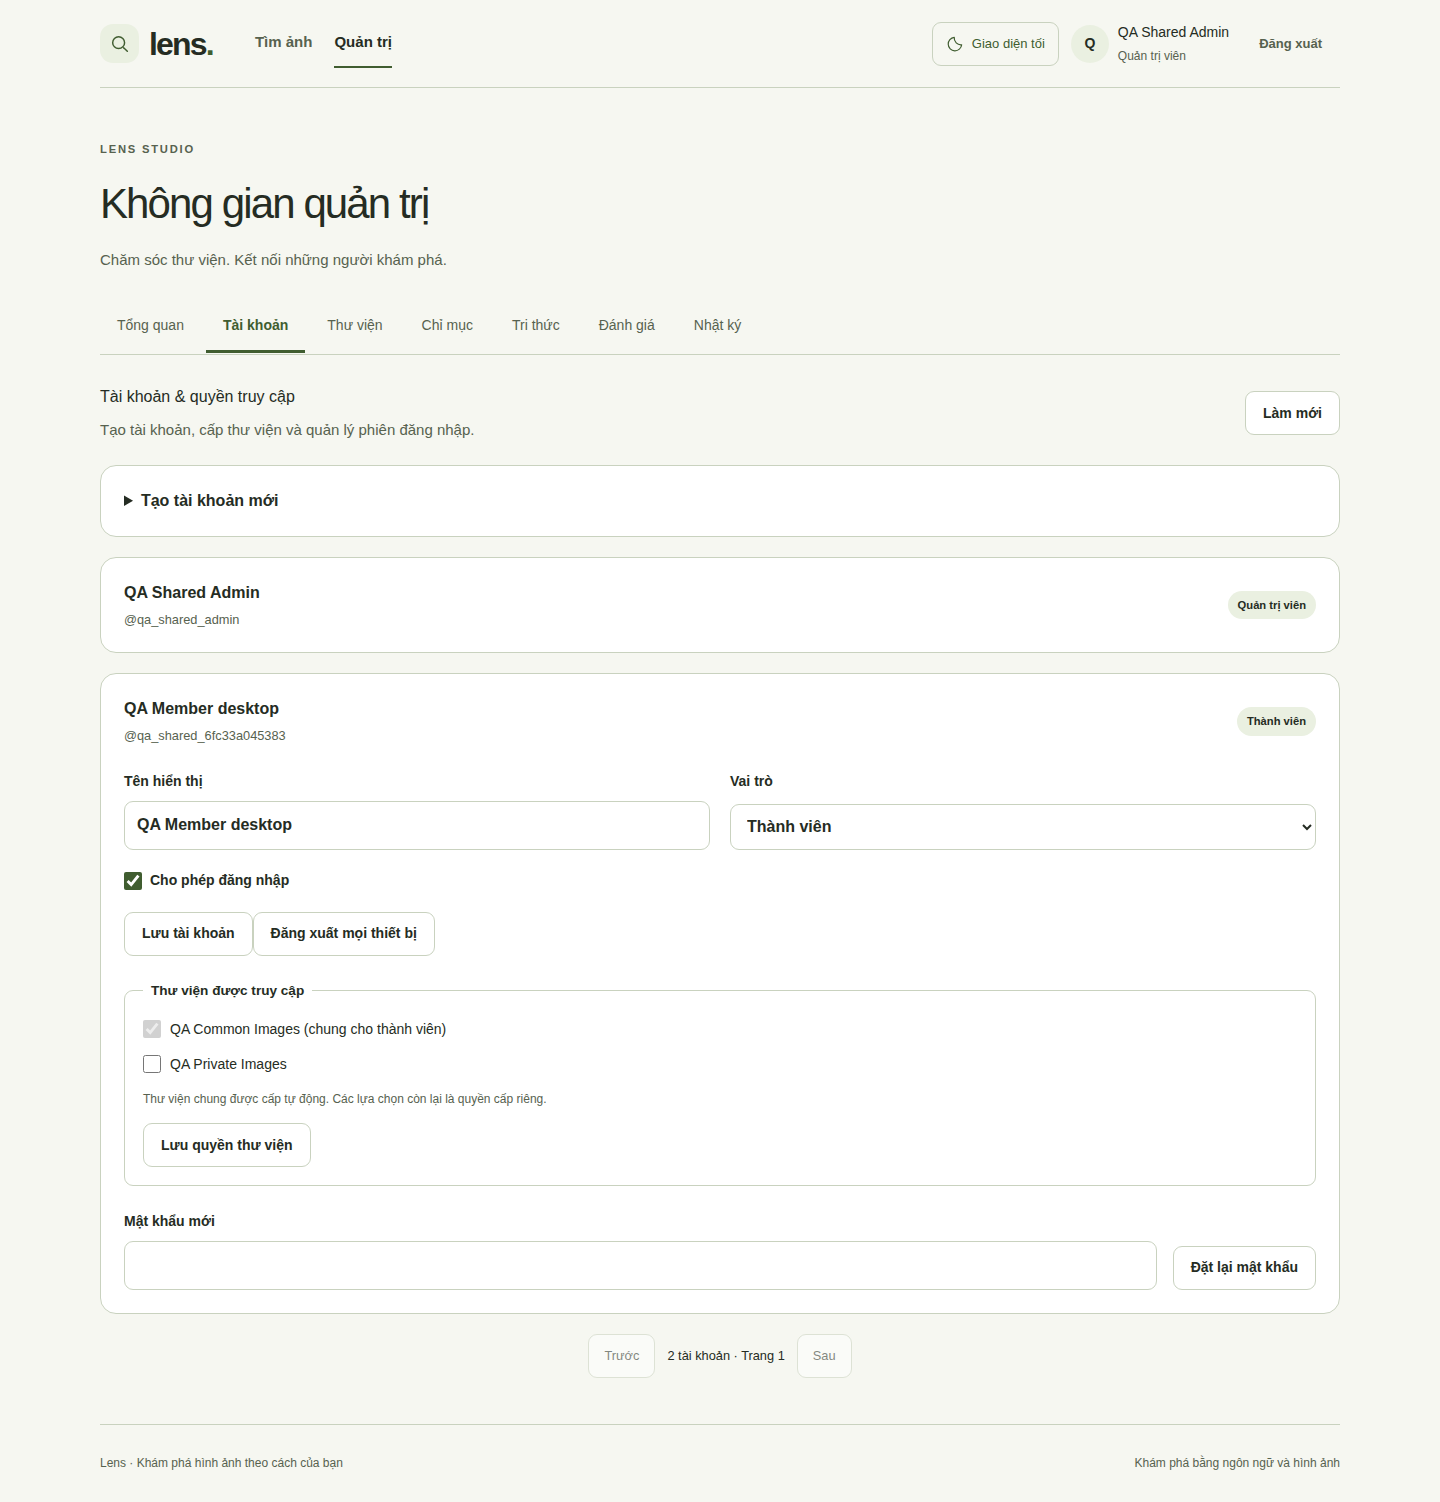 lens.
Tìm ảnh
Quản trị
Giao diện tối
Q
QA Shared Admin
Quản trị viên
Đăng xuất
LENS STUDIO
Không gian quản trị
Chăm sóc thư viện. Kết nối những người khám phá.
Tổng quan
Tài khoản
Thư viện
Chỉ mục
Tri thức
Đánh giá
Nhật ký
Tài khoản & quyền truy cập
Tạo tài khoản, cấp thư viện và quản lý phiên đăng nhập.
Làm mới
Tạo tài khoản mới
QA Shared Admin
@qa_shared_admin
Quản trị viên
QA Member desktop
@qa_shared_6fc33a045383
Thành viên
Tên hiển thị
Vai trò
QA Member desktop
Thành viên
Cho phép đăng nhập
Lưu tài khoản
Đăng xuất mọi thiết bị
Thư viện được truy cập
QA Common Images (chung cho thành viên)
QA Private Images
Thư viện chung được cấp tự động. Các lựa chọn còn lại là quyền cấp riêng.
Lưu quyền thư viện
Mật khẩu mới
Đặt lại mật khẩu
Trước
2 tài khoản · Trang 1
Sau
Lens · Khám phá hình ảnh theo cách của bạn
Khám phá bằng ngôn ngữ và hình ảnh